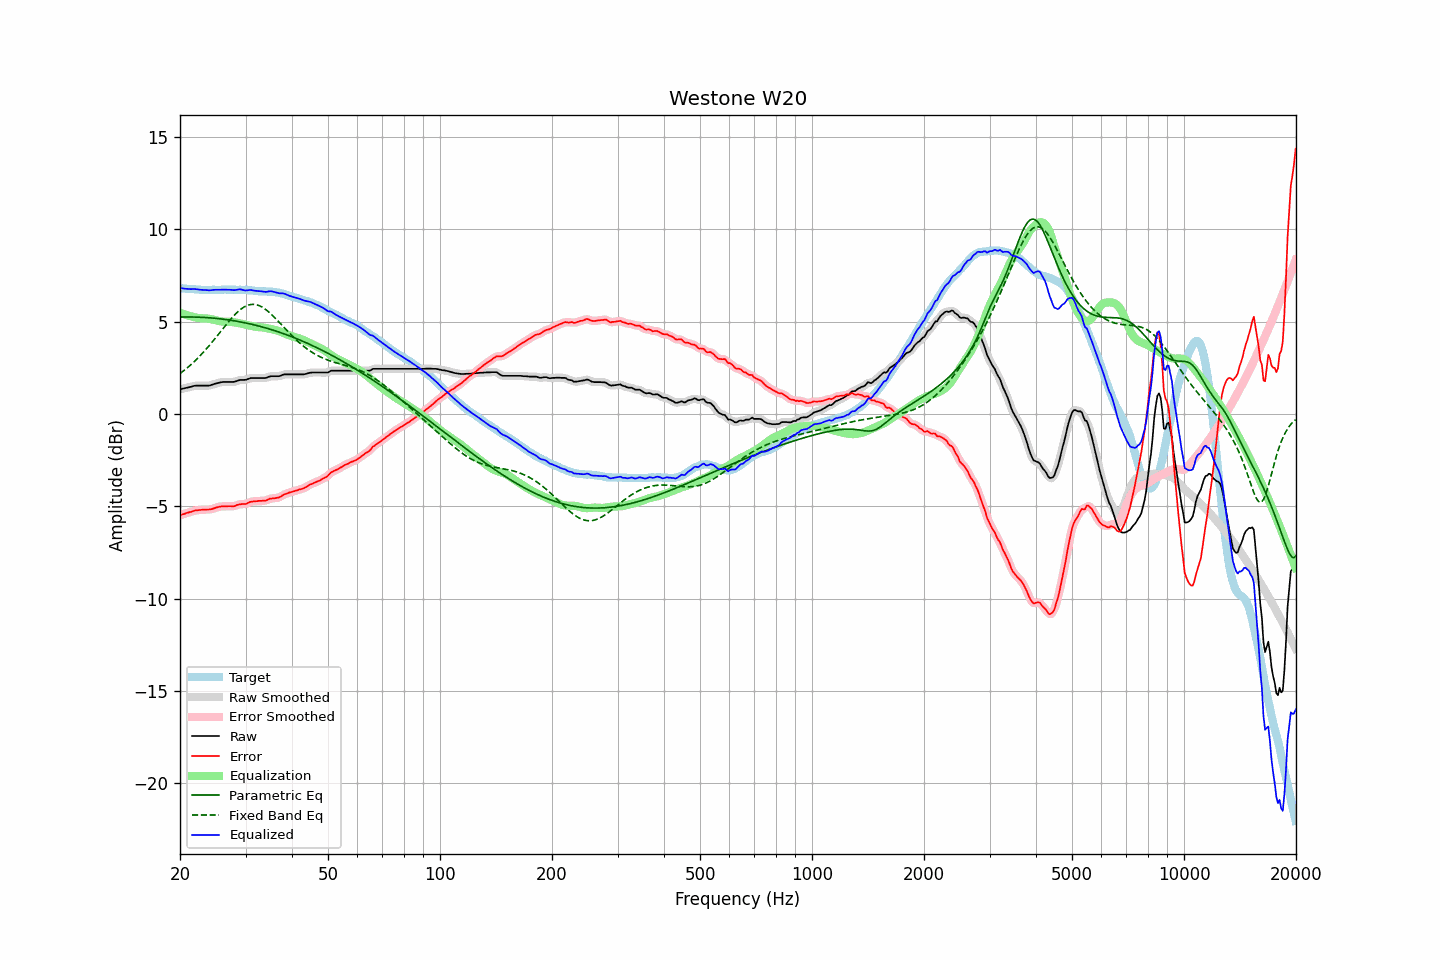 Westone W20
Amplitude (dBr)
15
10
5
0
−5
−10
−15
−20
Target
Raw Smoothed
Error Smoothed
Raw
Error
Equalization
Parametric Eq
Fixed Band Eq
Equalized
20 50 100 200 500 1000 2000 5000 10000 20000
Frequency (Hz)